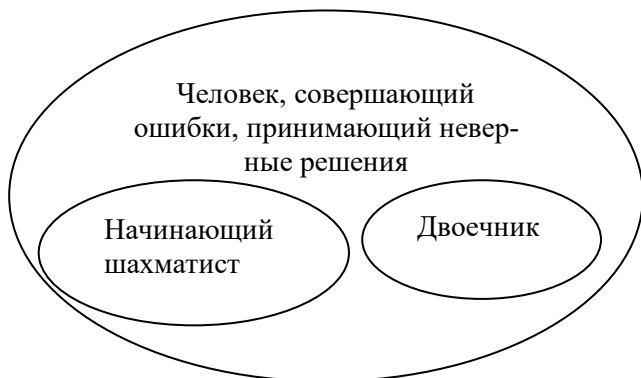 Человек, совершающий
ошибки, принимающий невер-
ные решения
Начинающий
шахматист
Двоечник